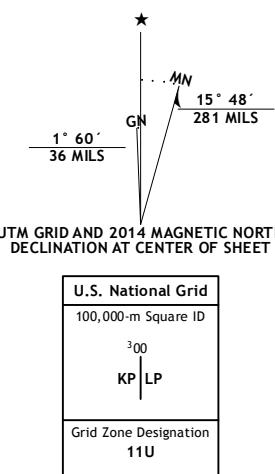 ★
MN
GN
15° 48´
281 MILS
1° 60´
36 MILS
UTM GRID AND 2014 MAGNETIC NORTH
DECLINATION AT CENTER OF SHEET
U.S. National Grid
100,000-m Square ID
³00
KP LP
Grid Zone Designation
11U